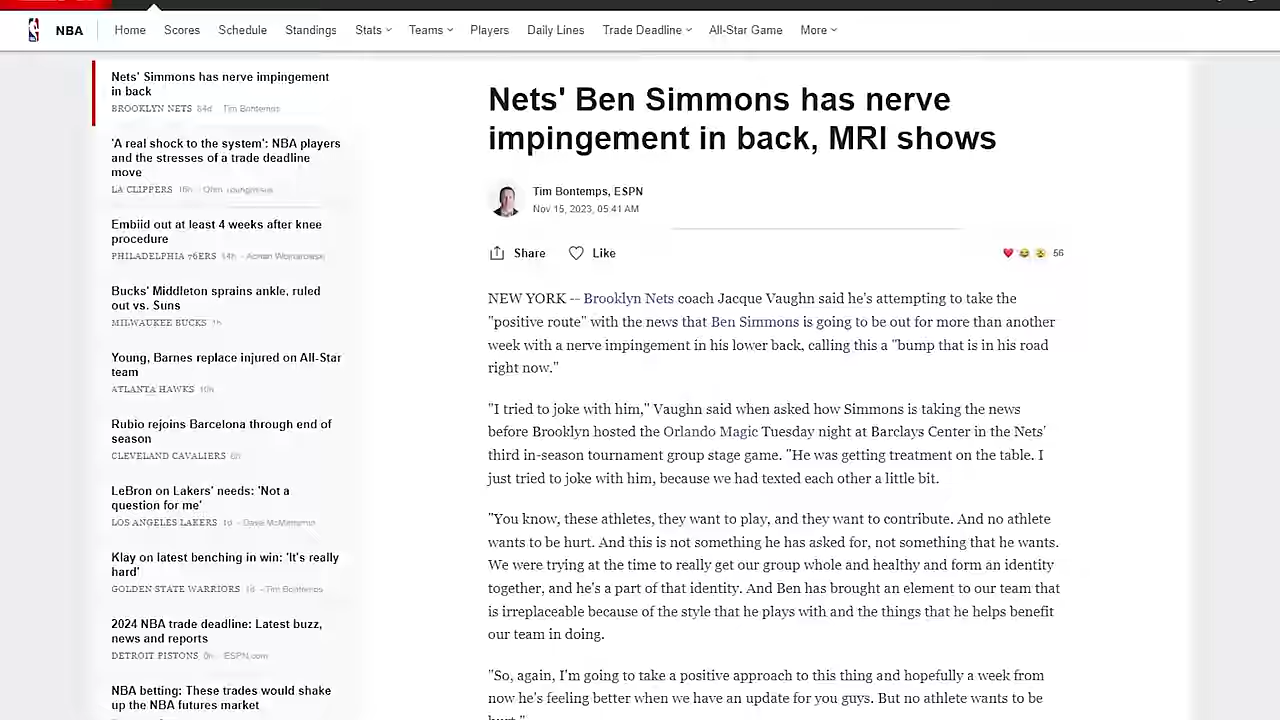 NBA Home Scores Schedule Standings Stats Teams Players Daily Lines Trade Deadline All-Star Game More
Nets' Simmons has nerve impingement
in back
BROOKLYN NETS 84d Tim Bontemps
'A real shock to the system': NBA players
and the stresses of a trade deadline
move
LA CLIPPERS 16h
Embiid out at least 4 weeks after knee
procedure
PHILADELPHIA 76ERS 14h - Adrian Wojnarowski
Bucks' Middleton sprains ankle, ruled
out vs. Suns
MILWAUKEE BUCKS
Young, Barnes replace injured on All-Star
team
ATLANTA HAWKS
Rubio rejoins Barcelona through end of
season
CLEVELAND CAVALIERS
LeBron on Lakers' needs: 'Not a
question for me'
LOS ANGELES LAKERS 1d - Dave McMenamin
Klay on latest benching in win: 'It's really
hard'
GOLDEN STATE WARRIORS 1d - Tim Bontemps
2024 NBA trade deadline: Latest buzz,
news and reports
DETROIT PISTONS ESPN.com
NBA betting: These trades would shake
up the NBA futures market
Nets' Ben Simmons has nerve
impingement in back, MRI shows
Tim Bontemps, ESPN
Nov 15, 2023, 05:41 AM
Share Like 56
NEW YORK -- Brooklyn Nets coach Jacque Vaughn said he's attempting to take the
"positive route" with the news that Ben Simmons is going to be out for more than another
week with a nerve impingement in his lower back, calling this a "bump that is in his road
right now."
"I tried to joke with him," Vaughn said when asked how Simmons is taking the news
before Brooklyn hosted the Orlando Magic Tuesday night at Barclays Center in the Nets'
third in-season tournament group stage game. "He was getting treatment on the table. I
just tried to joke with him, because we had texted each other a little bit.
"You know, these athletes, they want to play, and they want to contribute. And no athlete
wants to be hurt. And this is not something he has asked for, not something that he wants.
We were trying at the time to really get our group whole and healthy and form an identity
together, and he's a part of that identity. And Ben has brought an element to our team that
is irreplaceable because of the style that he plays with and the things that he helps benefit
our team in doing.
"So, again, I'm going to take a positive approach to this thing and hopefully a week from
now he's feeling better when we have an update for you guys. But no athlete wants to be
hurt."